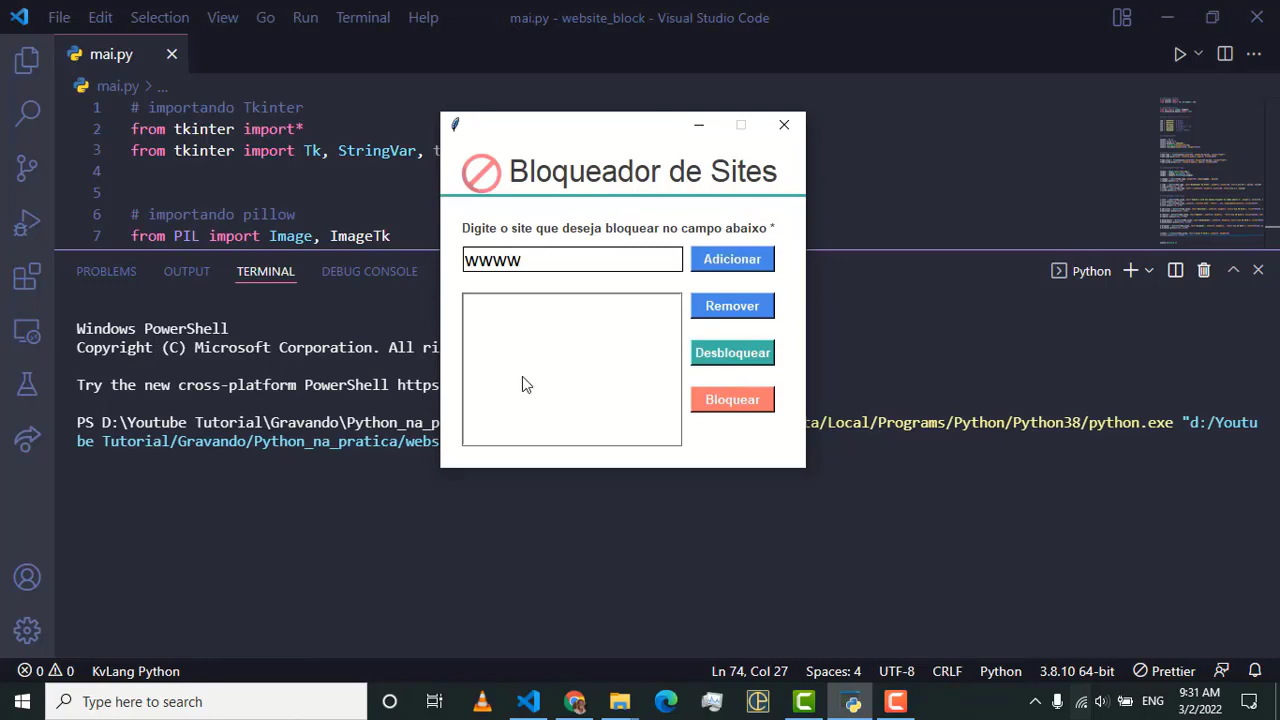 File Edit Selection View Go Run Terminal Help mai.py - website_block - Visual Studio Code
mai.py
mai.py > ...
1 # importando Tkinter
2 from tkinter import*
3 from tkinter import Tk, StringVar, t
4
5
6 # importando pillow
7 from PIL import Image, ImageTk
Bloqueador de Sites
Digite o site que deseja bloquear no campo abaixo *
wwww Adicionar
Remover
Desbloquear
Bloquear
PROBLEMS OUTPUT TERMINAL DEBUG CONSOLE Python
Windows PowerShell
Copyright (C) Microsoft Corporation. All ri
Try the new cross-platform PowerShell https
PS D:\Youtube Tutorial\Gravando\Python_na_p ca/Local/Programs/Python/Python38/python.exe "d:/Youtu
be Tutorial/Gravando/Python_na_pratica/webs
0 0 KvLang Python Ln 74, Col 27 Spaces: 4 UTF-8 CRLF Python 3.8.10 64-bit Prettier
Type here to search ENG 9:31 AM
3/2/2022